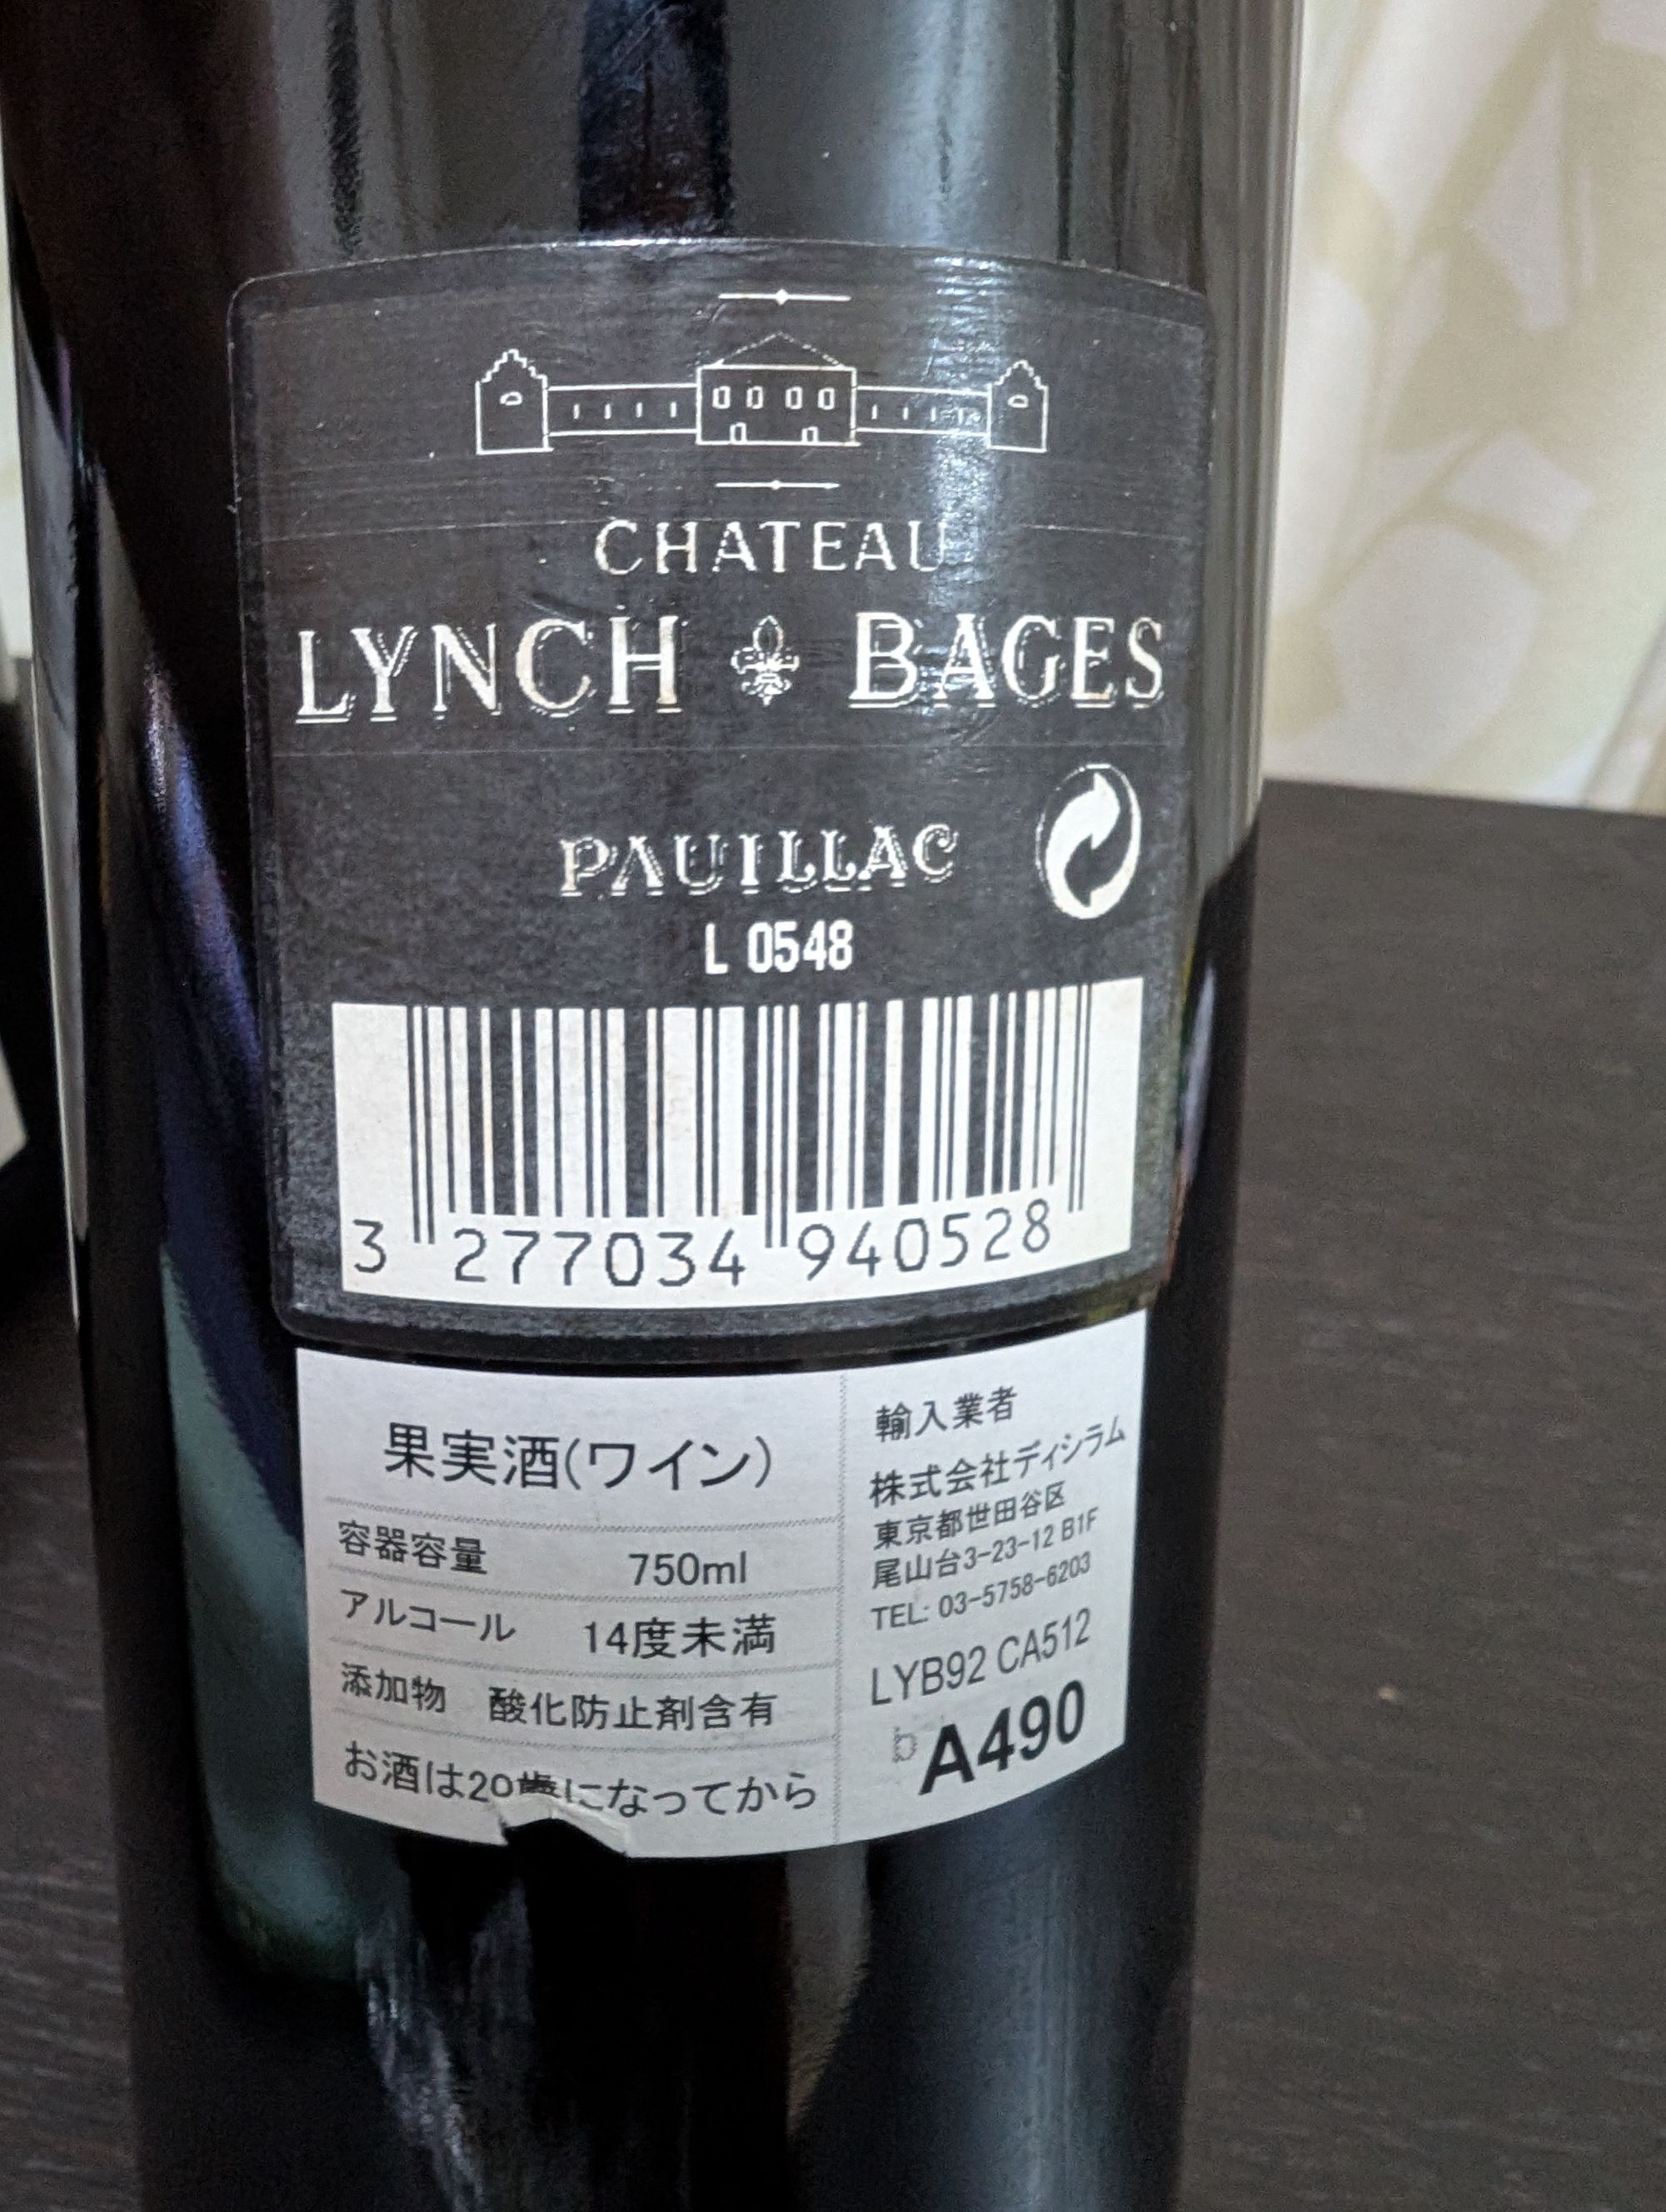 CHATEAU
LYNCH BAGES
PAUILLAC
L 0548
3 277034 940528
果実酒(ワイン)
容器容量 750ml
アルコール 14度未満
添加物 酸化防止剤含有
お酒は20歳になってから
輸入業者
株式会社ディシラム
東京都世田谷区
尾山台3-23-12 B1F
TEL: 03-5758-6203
LYB92 CA512
b A490